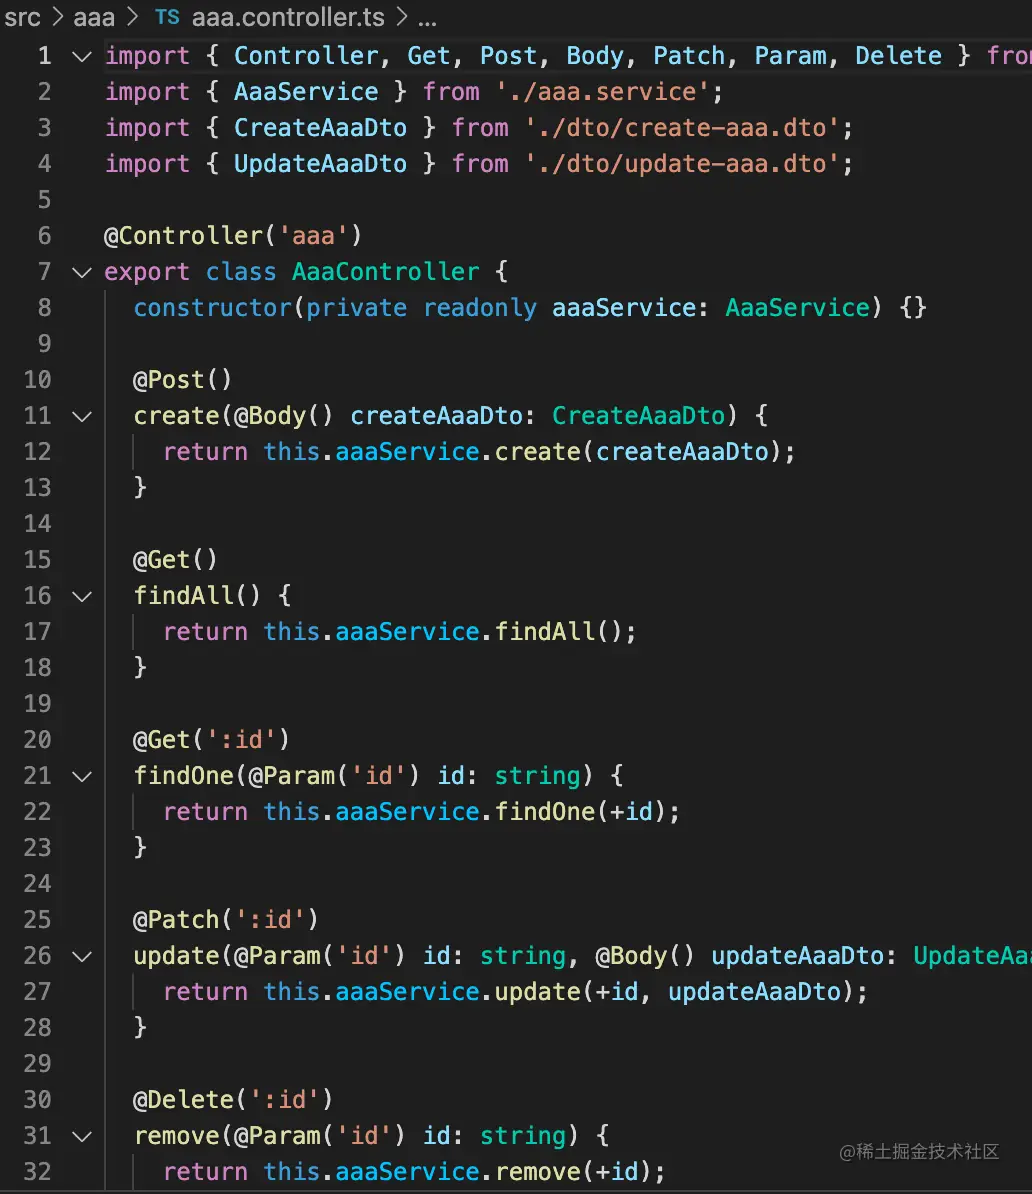 src > aaa > TS aaa.controller.ts > ...
1 import { Controller, Get, Post, Body, Patch, Param, Delete } from
2 import { AaaService } from './aaa.service';
3 import { CreateAaaDto } from './dto/create-aaa.dto';
4 import { UpdateAaaDto } from './dto/update-aaa.dto';
5
6 @Controller('aaa')
7 export class AaaController {
8   constructor(private readonly aaaService: AaaService) {}
9
10   @Post()
11   create(@Body() createAaaDto: CreateAaaDto) {
12     return this.aaaService.create(createAaaDto);
13   }
14
15   @Get()
16   findAll() {
17     return this.aaaService.findAll();
18   }
19
20   @Get(':id')
21   findOne(@Param('id') id: string) {
22     return this.aaaService.findOne(+id);
23   }
24
25   @Patch(':id')
26   update(@Param('id') id: string, @Body() updateAaaDto: UpdateAaa
27     return this.aaaService.update(+id, updateAaaDto);
28   }
29
30   @Delete(':id')
31   remove(@Param('id') id: string) {
32     return this.aaaService.remove(+id);
@稀土掘金技术社区